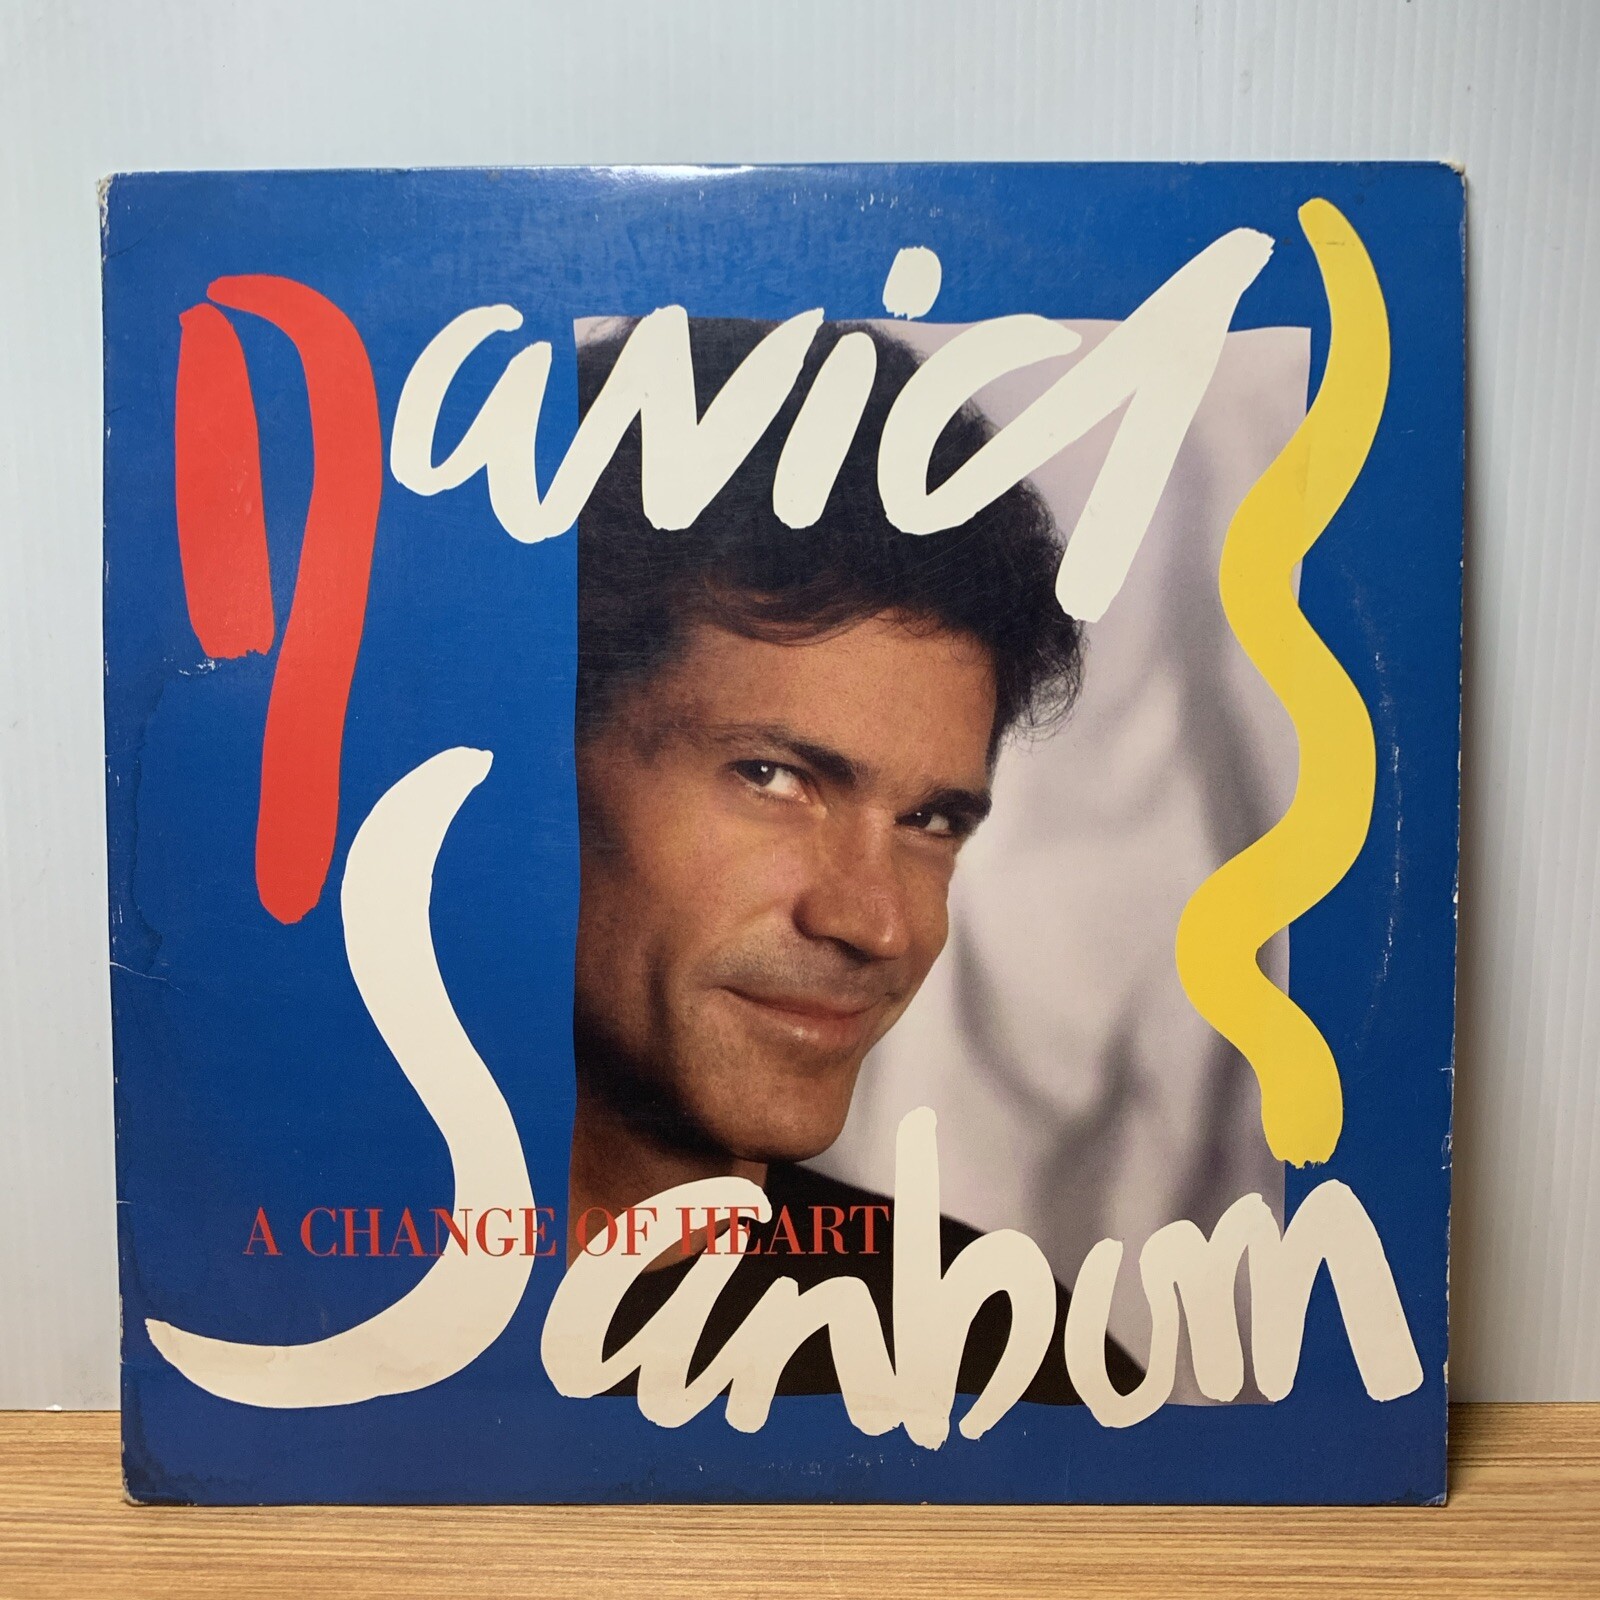 David
Sanborn
A CHANGE OF HEART